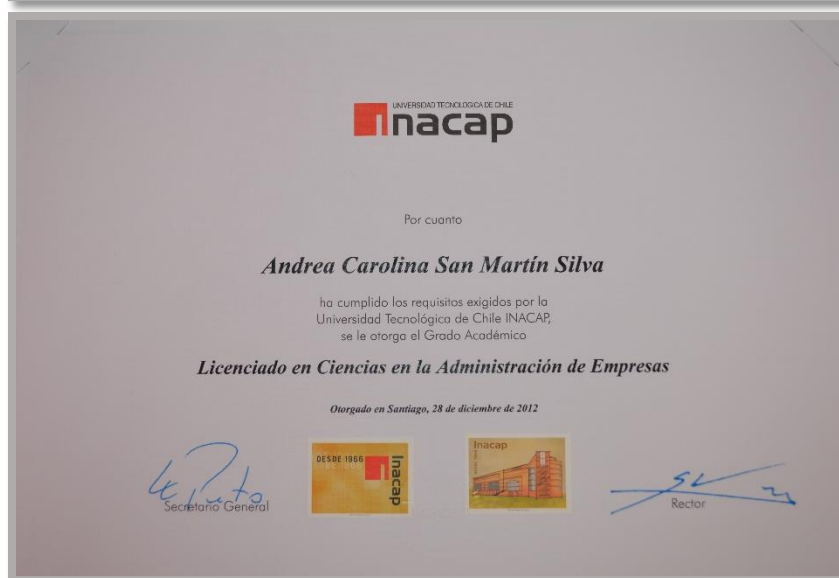 UNIVERSIDAD TECNOLOGICA DE CHILE
inacap
Por cuanto
Andrea Carolina San Martín Silva
ha cumplido los requisitos exigidos por la
Universidad Tecnológica de Chile INACAP,
se le otorga el Grado Académico
Licenciado en Ciencias en la Administración de Empresas
Otorgado en Santiago, 28 de diciembre de 2012
DESDE 1966
Inacap
Inacap
Secretario General
Rector